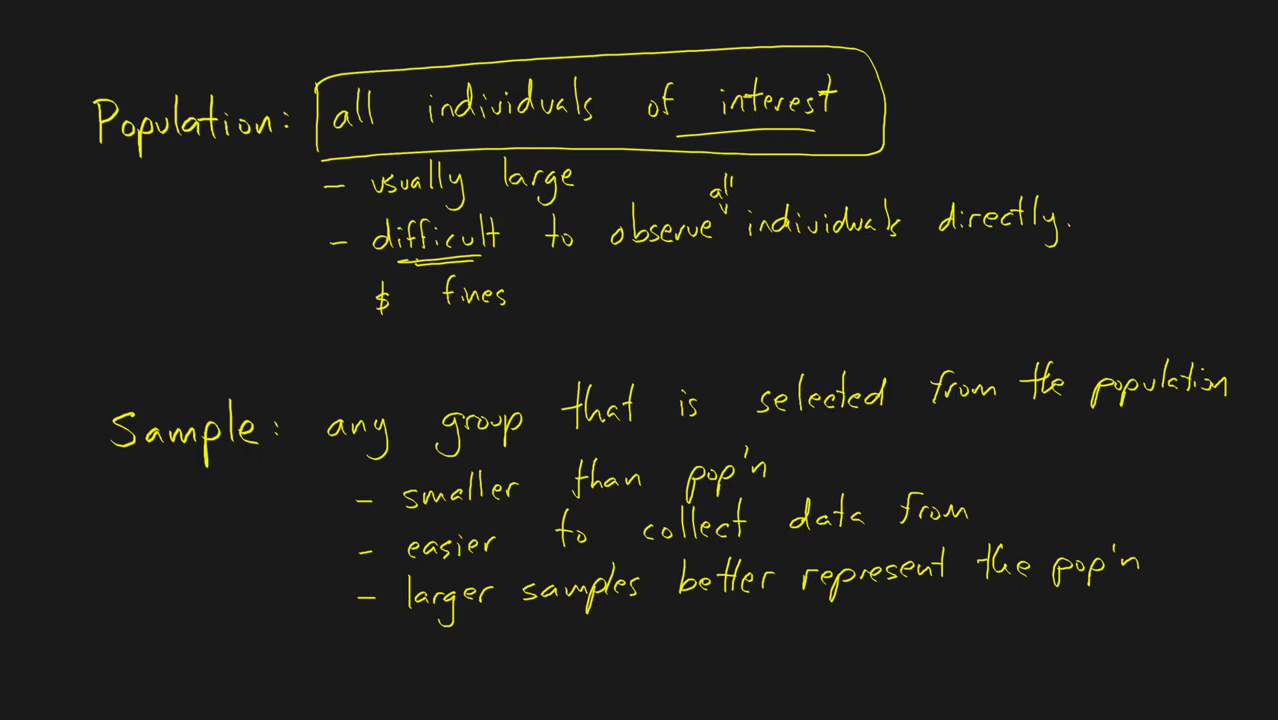 Population: all individuals of interest
- usually large
- difficult to observe all individuals directly.
$ fines
Sample: any group that is selected from the population
- smaller than pop'n
- easier to collect data from
- larger samples better represent the pop'n